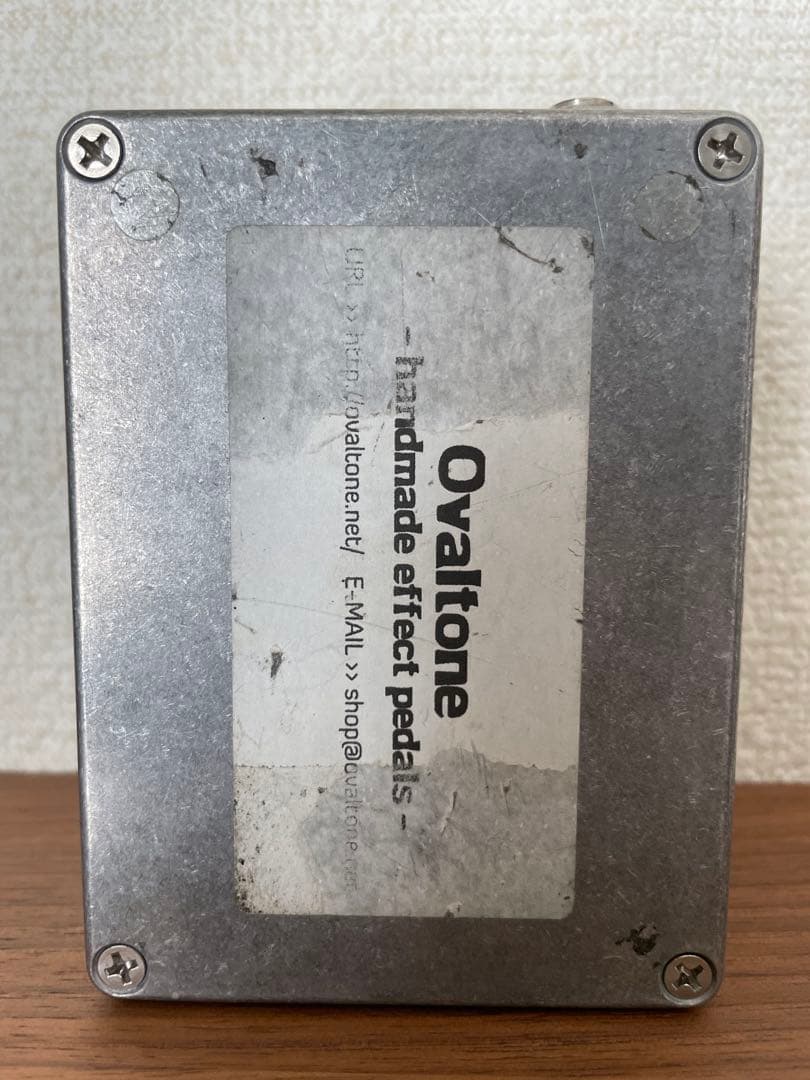 Ovaltone
- handmade effect pedals -
URL >> http://ovaltone.net/ E-MAIL >> shop@ovaltone.net